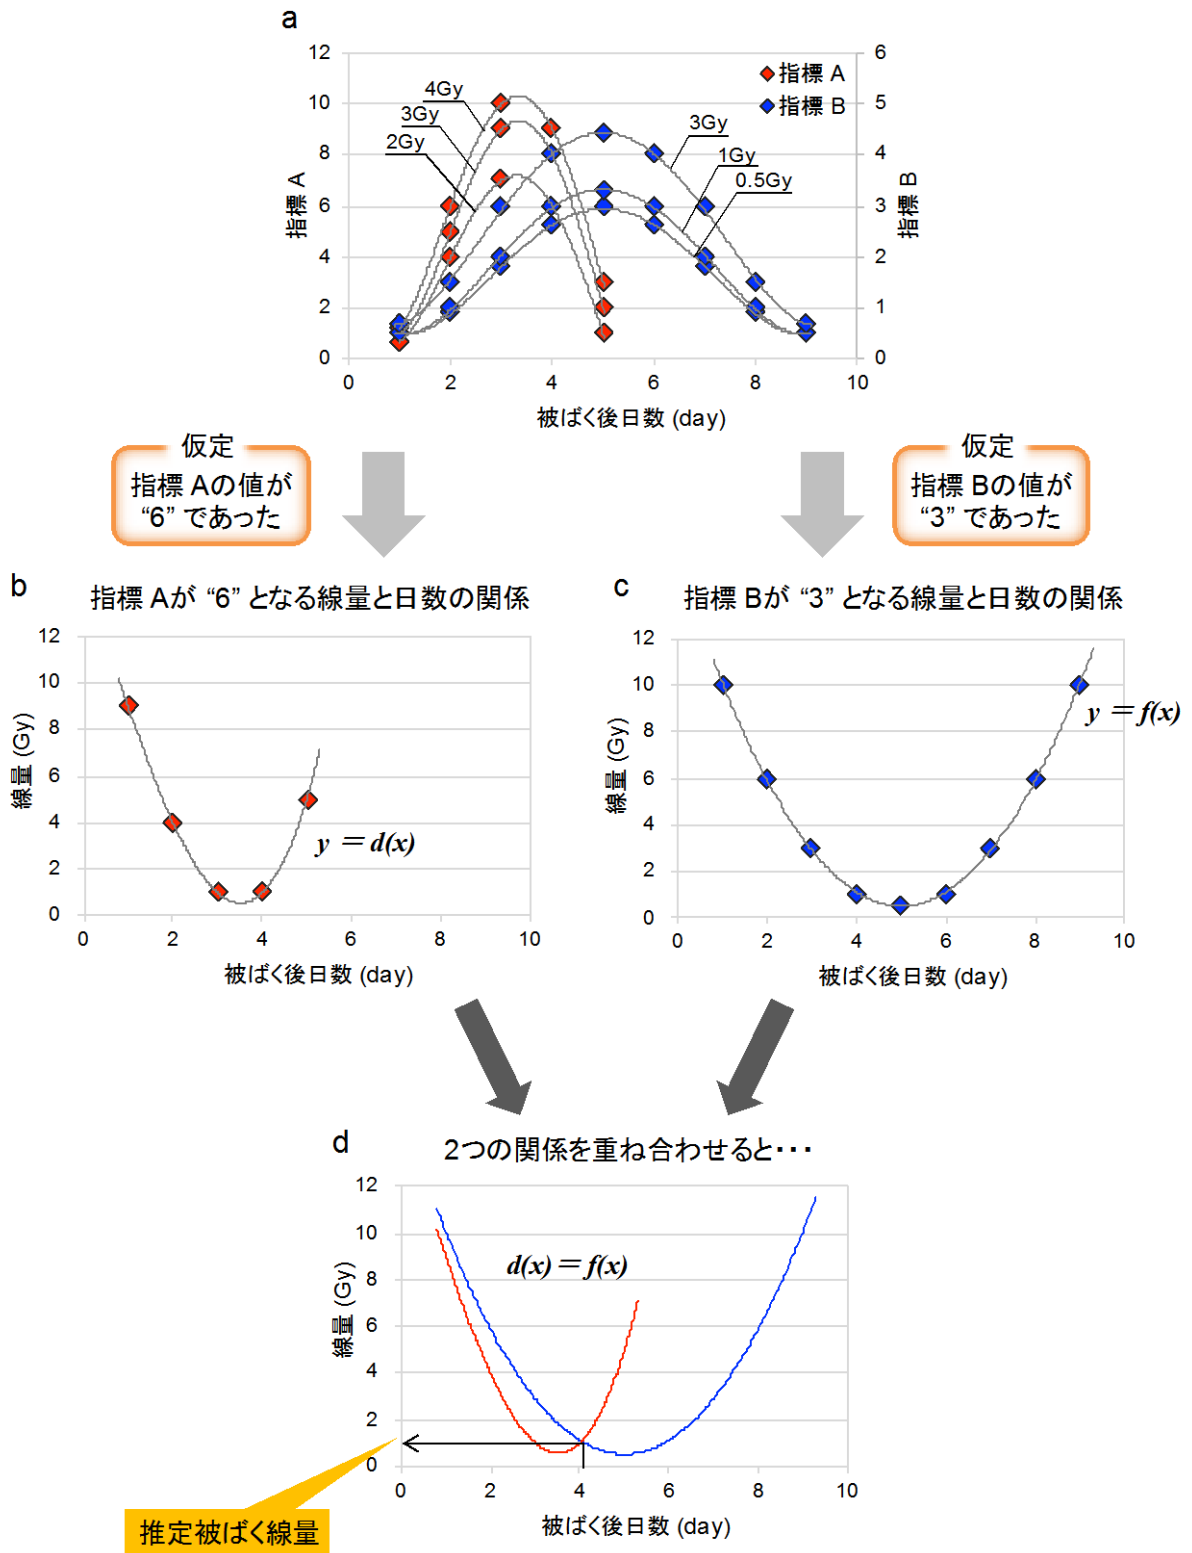 a
12
10
8
6
4
2
0
指標 A
6
5
4
3
2
1
0
指標 B
指標 A
指標 B
4Gy
3Gy
2Gy
3Gy
1Gy
0.5Gy
0 2 4 6 8 10
被ばく後日数 (day)
仮定
指標 Aの値が
“6” であった
仮定
指標 Bの値が
“3” であった
b
指標 Aが “6” となる線量と日数の関係
12
10
8
6
4
2
0
線量 (Gy)
y = d(x)
0 2 4 6 8 10
被ばく後日数 (day)
c
指標 Bが “3” となる線量と日数の関係
12
10
8
6
4
2
0
線量 (Gy)
y = f(x)
0 2 4 6 8 10
被ばく後日数 (day)
d
2つの関係を重ね合わせると・・・
12
10
8
6
4
2
0
線量 (Gy)
d(x) = f(x)
0 2 4 6 8 10
被ばく後日数 (day)
推定被ばく線量